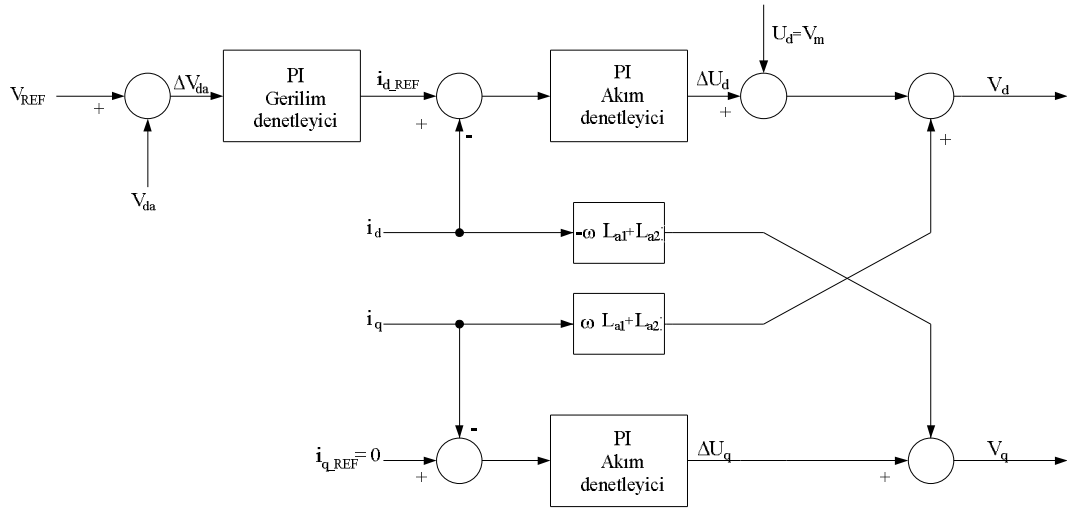 U_d=V_m
V_REF
+
ΔV_da
PI
Gerilim
denetleyici
i_d_REF
+
-
PI
Akım
denetleyici
ΔU_d
+
V_d
+
V_da
i_d
-ω L_a1+L_a2
i_q
ω L_a1+L_a2
-
i_q_REF=0
+
PI
Akım
denetleyici
ΔU_q
+
V_q